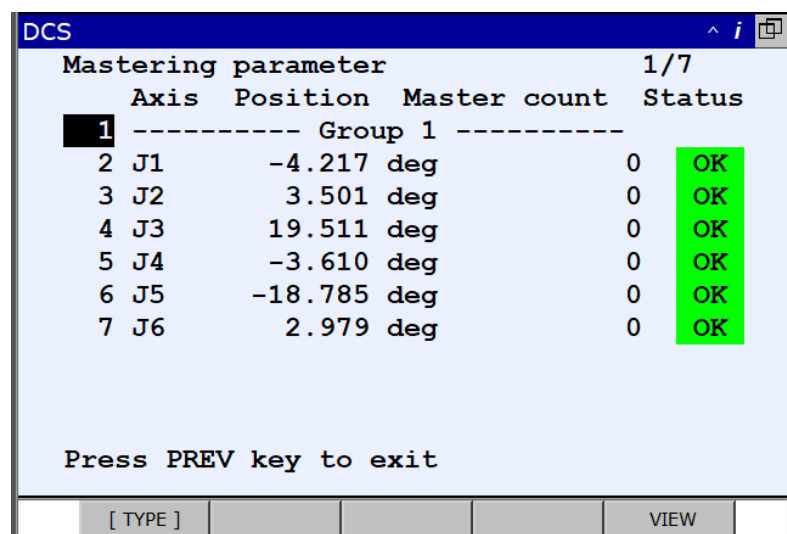 DCS ^ i
Mastering parameter 1/7
Axis Position Master count Status
1 ---------- Group 1 ----------
2 J1 -4.217 deg 0 OK
3 J2 3.501 deg 0 OK
4 J3 19.511 deg 0 OK
5 J4 -3.610 deg 0 OK
6 J5 -18.785 deg 0 OK
7 J6 2.979 deg 0 OK
Press PREV key to exit
[ TYPE ] VIEW